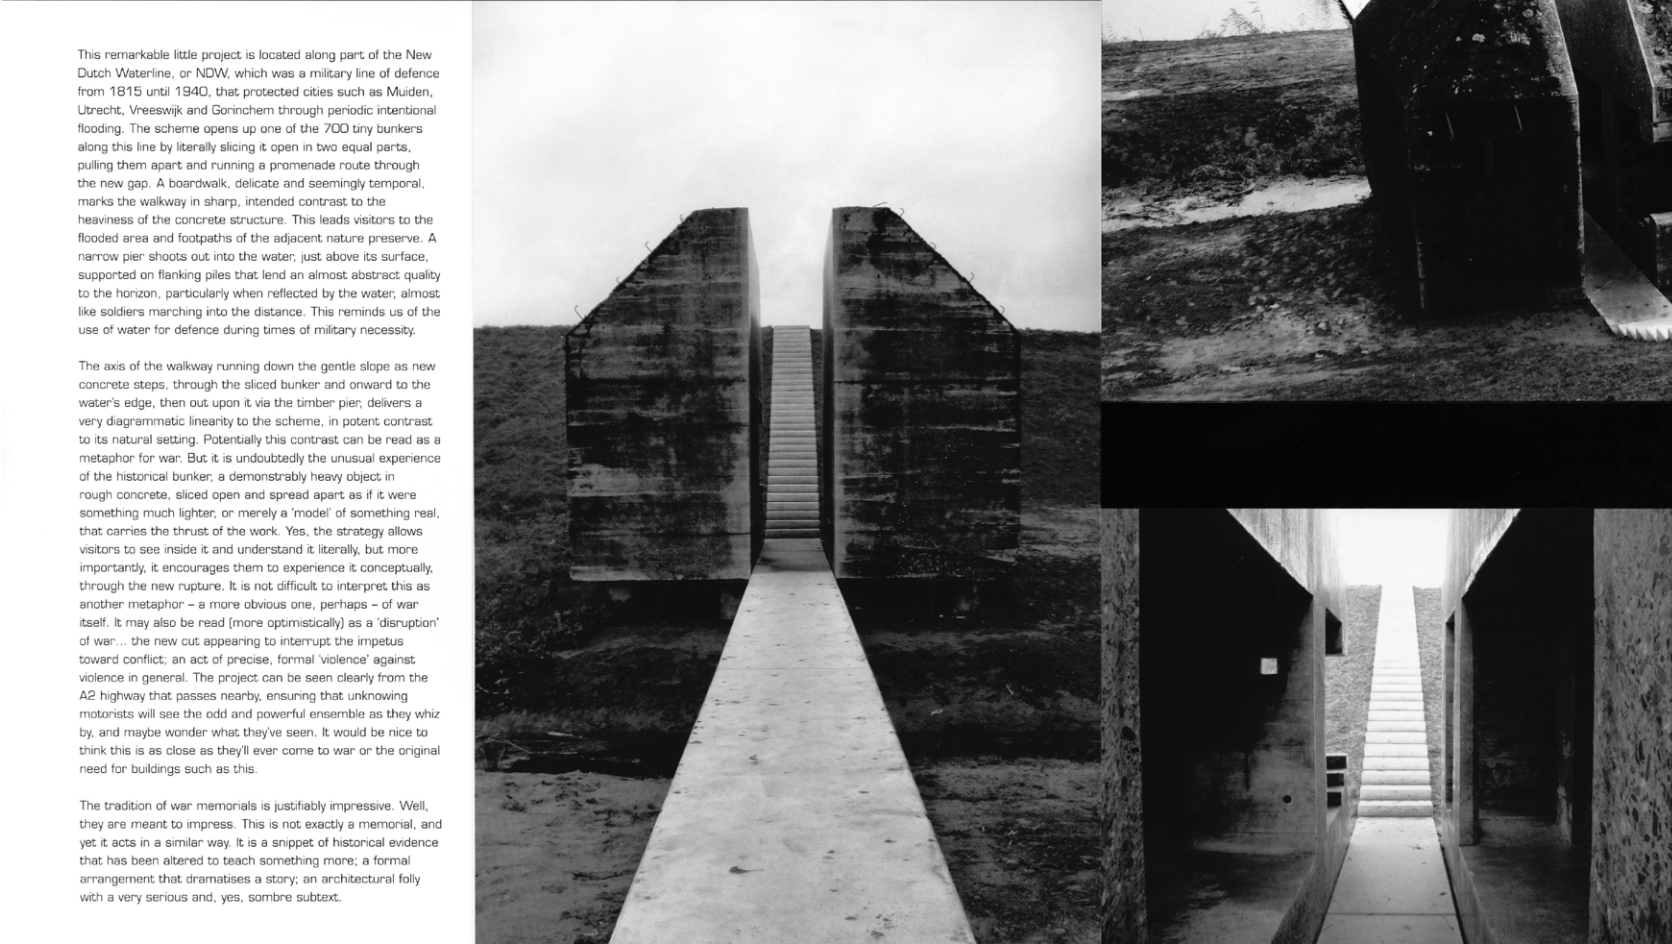 This remarkable little project is located along part of the New
Dutch Waterline, or NDW, which was a military line of defence
from 1815 until 1940, that protected cities such as Muiden,
Utrecht, Vreeswijk and Gorinchem through periodic intentional
flooding. The scheme opens up one of the 700 tiny bunkers
along this line by literally slicing it open in two equal parts,
pulling them apart and running a promenade route through
the new gap. A boardwalk, delicate and seemingly temporal,
marks the walkway in sharp, intended contrast to the
heaviness of the concrete structure. This leads visitors to the
flooded area and footpaths of the adjacent nature preserve. A
narrow pier shoots out into the water, just above its surface,
supported on flanking piles that lend an almost abstract quality
to the horizon, particularly when reflected by the water, almost
like soldiers marching into the distance. This reminds us of the
use of water for defence during times of military necessity.
The axis of the walkway running down the gentle slope as new
concrete steps, through the sliced bunker and onward to the
water's edge, then out upon it via the timber pier, delivers a
very diagrammatic linearity to the scheme, in potent contrast
to its natural setting. Potentially this contrast can be read as a
metaphor for war. But it is undoubtedly the unusual experience
of the historical bunker, a demonstrably heavy object in
rough concrete, sliced open and spread apart as if it were
something much lighter, or merely a 'model' of something real,
that carries the thrust of the work. Yes, the strategy allows
visitors to see inside it and understand it literally, but more
importantly, it encourages them to experience it conceptually,
through the new rupture. It is not difficult to interpret this as
another metaphor – a more obvious one, perhaps – of war
itself. It may also be read (more optimistically) as a 'disruption'
of war... the new cut appearing to interrupt the impetus
toward conflict; an act of precise, formal 'violence' against
violence in general. The project can be seen clearly from the
A2 highway that passes nearby, ensuring that unknowing
motorists will see the odd and powerful ensemble as they whiz
by, and maybe wonder what they've seen. It would be nice to
think this is as close as they'll ever come to war or the original
need for buildings such as this.
The tradition of war memorials is justifiably impressive. Well,
they are meant to impress. This is not exactly a memorial, and
yet it acts in a similar way. It is a snippet of historical evidence
that has been altered to teach something more; a formal
arrangement that dramatises a story; an architectural folly
with a very serious and, yes, sombre subtext.